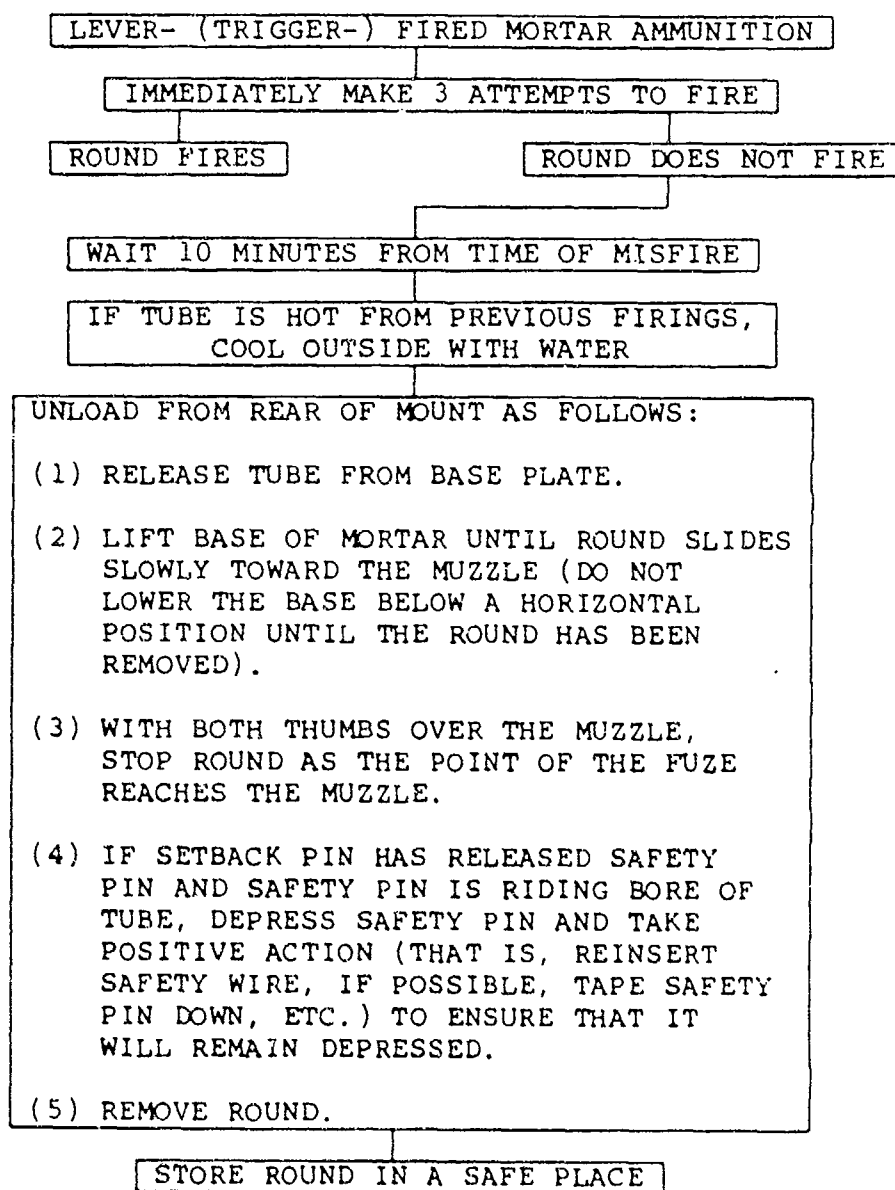 LEVER- (TRIGGER-) FIRED MORTAR AMMUNITION
IMMEDIATELY MAKE 3 ATTEMPTS TO FIRE
ROUND FIRES
ROUND DOES NOT FIRE
WAIT 10 MINUTES FROM TIME OF MISFIRE
IF TUBE IS HOT FROM PREVIOUS FIRINGS,
COOL OUTSIDE WITH WATER
UNLOAD FROM REAR OF MOUNT AS FOLLOWS:
(1) RELEASE TUBE FROM BASE PLATE.
(2) LIFT BASE OF MORTAR UNTIL ROUND SLIDES
SLOWLY TOWARD THE MUZZLE (DO NOT
LOWER THE BASE BELOW A HORIZONTAL
POSITION UNTIL THE ROUND HAS BEEN
REMOVED).
(3) WITH BOTH THUMBS OVER THE MUZZLE,
STOP ROUND AS THE POINT OF THE FUZE
REACHES THE MUZZLE.
(4) IF SETBACK PIN HAS RELEASED SAFETY
PIN AND SAFETY PIN IS RIDING BORE OF
TUBE, DEPRESS SAFETY PIN AND TAKE
POSITIVE ACTION (THAT IS, REINSERT
SAFETY WIRE, IF POSSIBLE, TAPE SAFETY
PIN DOWN, ETC.) TO ENSURE THAT IT
WILL REMAIN DEPRESSED.
(5) REMOVE ROUND.
STORE ROUND IN A SAFE PLACE